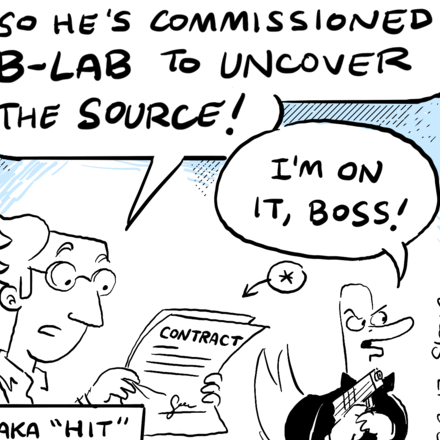 SO HE'S COMMISSIONED
B-LAB TO UNCOVER
THE SOURCE!
I'M ON
IT, BOSS!
*
CONTRACT
AKA "HIT"